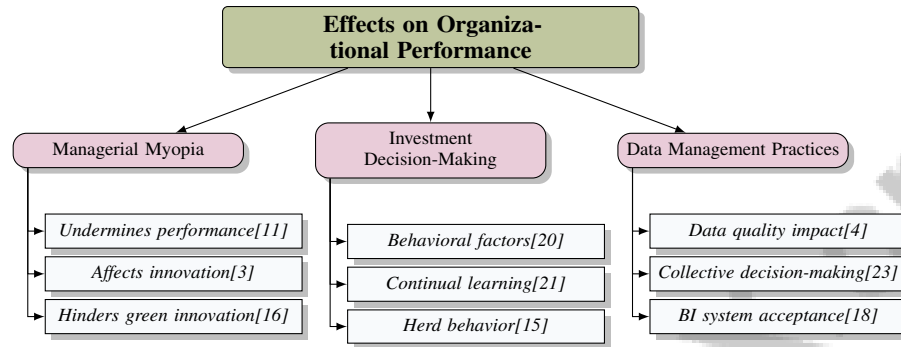 Effects on Organiza-
tional Performance
Managerial Myopia
Undermines performance[11]
Affects innovation[3]
Hinders green innovation[16]
Investment
Decision-Making
Behavioral factors[20]
Continual learning[21]
Herd behavior[15]
Data Management Practices
Data quality impact[4]
Collective decision-making[23]
BI system acceptance[18]